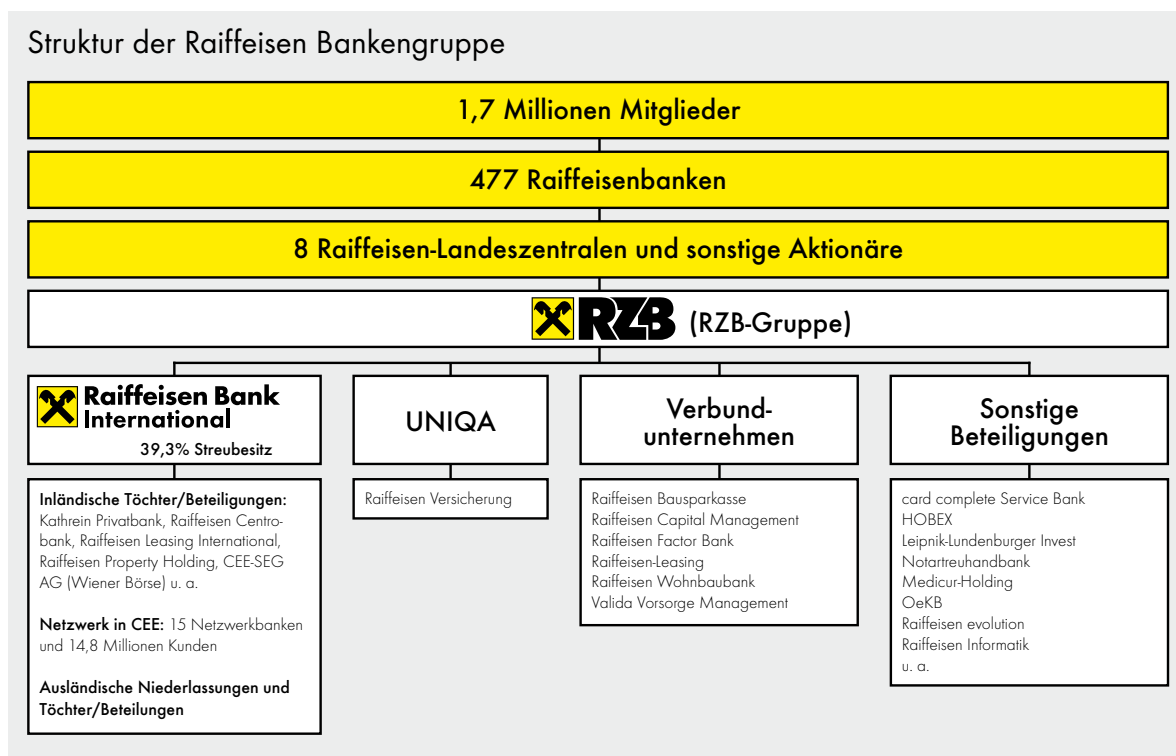 Struktur der Raiffeisen Bankengruppe
1,7 Millionen Mitglieder
477 Raiffeisenbanken
8 Raiffeisen-Landeszentralen und sonstige Aktionäre
RZB (RZB-Gruppe)
Raiffeisen Bank
International
39,3% Streubesitz
Inländische Töchter/Beteiligungen:
Kathrein Privatbank, Raiffeisen Centro-
bank, Raiffeisen Leasing International,
Raiffeisen Property Holding, CEE-SEG
AG (Wiener Börse) u. a.
Netzwerk in CEE: 15 Netzwerkbanken
und 14,8 Millionen Kunden
Ausländische Niederlassungen und
Töchter/Beteilungen
UNIQA
Raiffeisen Versicherung
Verbund-
unternehmen
Raiffeisen Bausparkasse
Raiffeisen Capital Management
Raiffeisen Factor Bank
Raiffeisen-Leasing
Raiffeisen Wohnbaubank
Valida Vorsorge Management
Sonstige
Beteiligungen
card complete Service Bank
HOBEX
Leipnik-Lundenburger Invest
Notartreuhandbank
Medicur-Holding
OeKB
Raiffeisen evolution
Raiffeisen Informatik
u. a.